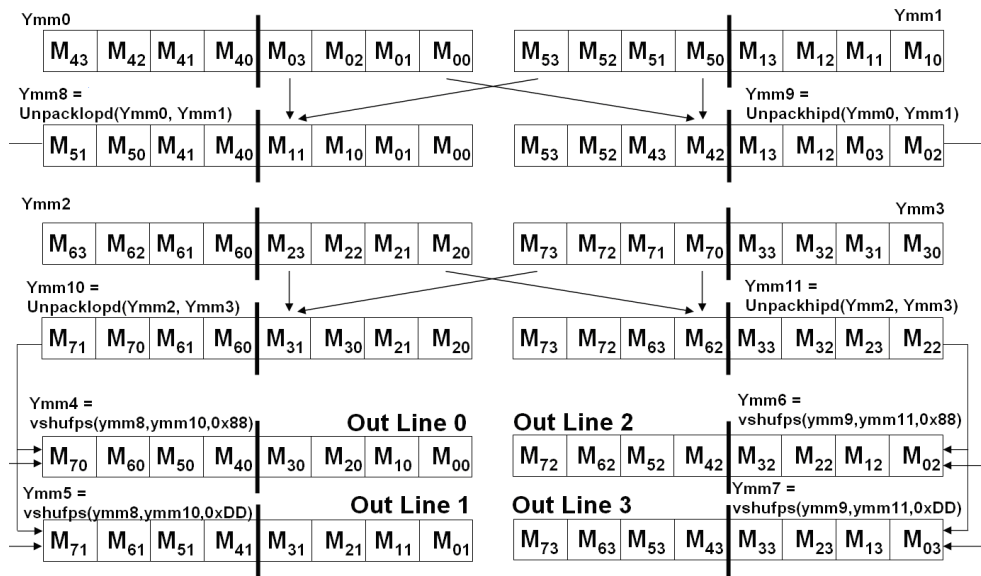 Ymm0 Ymm1
M43 M42 M41 M40 M03 M02 M01 M00 M53 M52 M51 M50 M13 M12 M11 M10
Ymm8 = Ymm9 =
Unpacklopd(Ymm0, Ymm1) Unpackhipd(Ymm0, Ymm1)
M51 M50 M41 M40 M11 M10 M01 M00 M53 M52 M43 M42 M13 M12 M03 M02
Ymm2 Ymm3
M63 M62 M61 M60 M23 M22 M21 M20 M73 M72 M71 M70 M33 M32 M31 M30
Ymm10 = Ymm11 =
Unpacklopd(Ymm2, Ymm3) Unpackhipd(Ymm2, Ymm3)
M71 M70 M61 M60 M31 M30 M21 M20 M73 M72 M63 M62 M33 M32 M23 M22
Ymm4 = Ymm6 =
vshufps(ymm8,ymm10,0x88) Out Line 0 Out Line 2 vshufps(ymm9,ymm11,0x88)
M70 M60 M50 M40 M30 M20 M10 M00 M72 M62 M52 M42 M32 M22 M12 M02
Ymm5 = Ymm7 =
vshufps(ymm8,ymm10,0xDD) Out Line 1 Out Line 3 vshufps(ymm9,ymm11,0xDD)
M71 M61 M51 M41 M31 M21 M11 M01 M73 M63 M53 M43 M33 M23 M13 M03